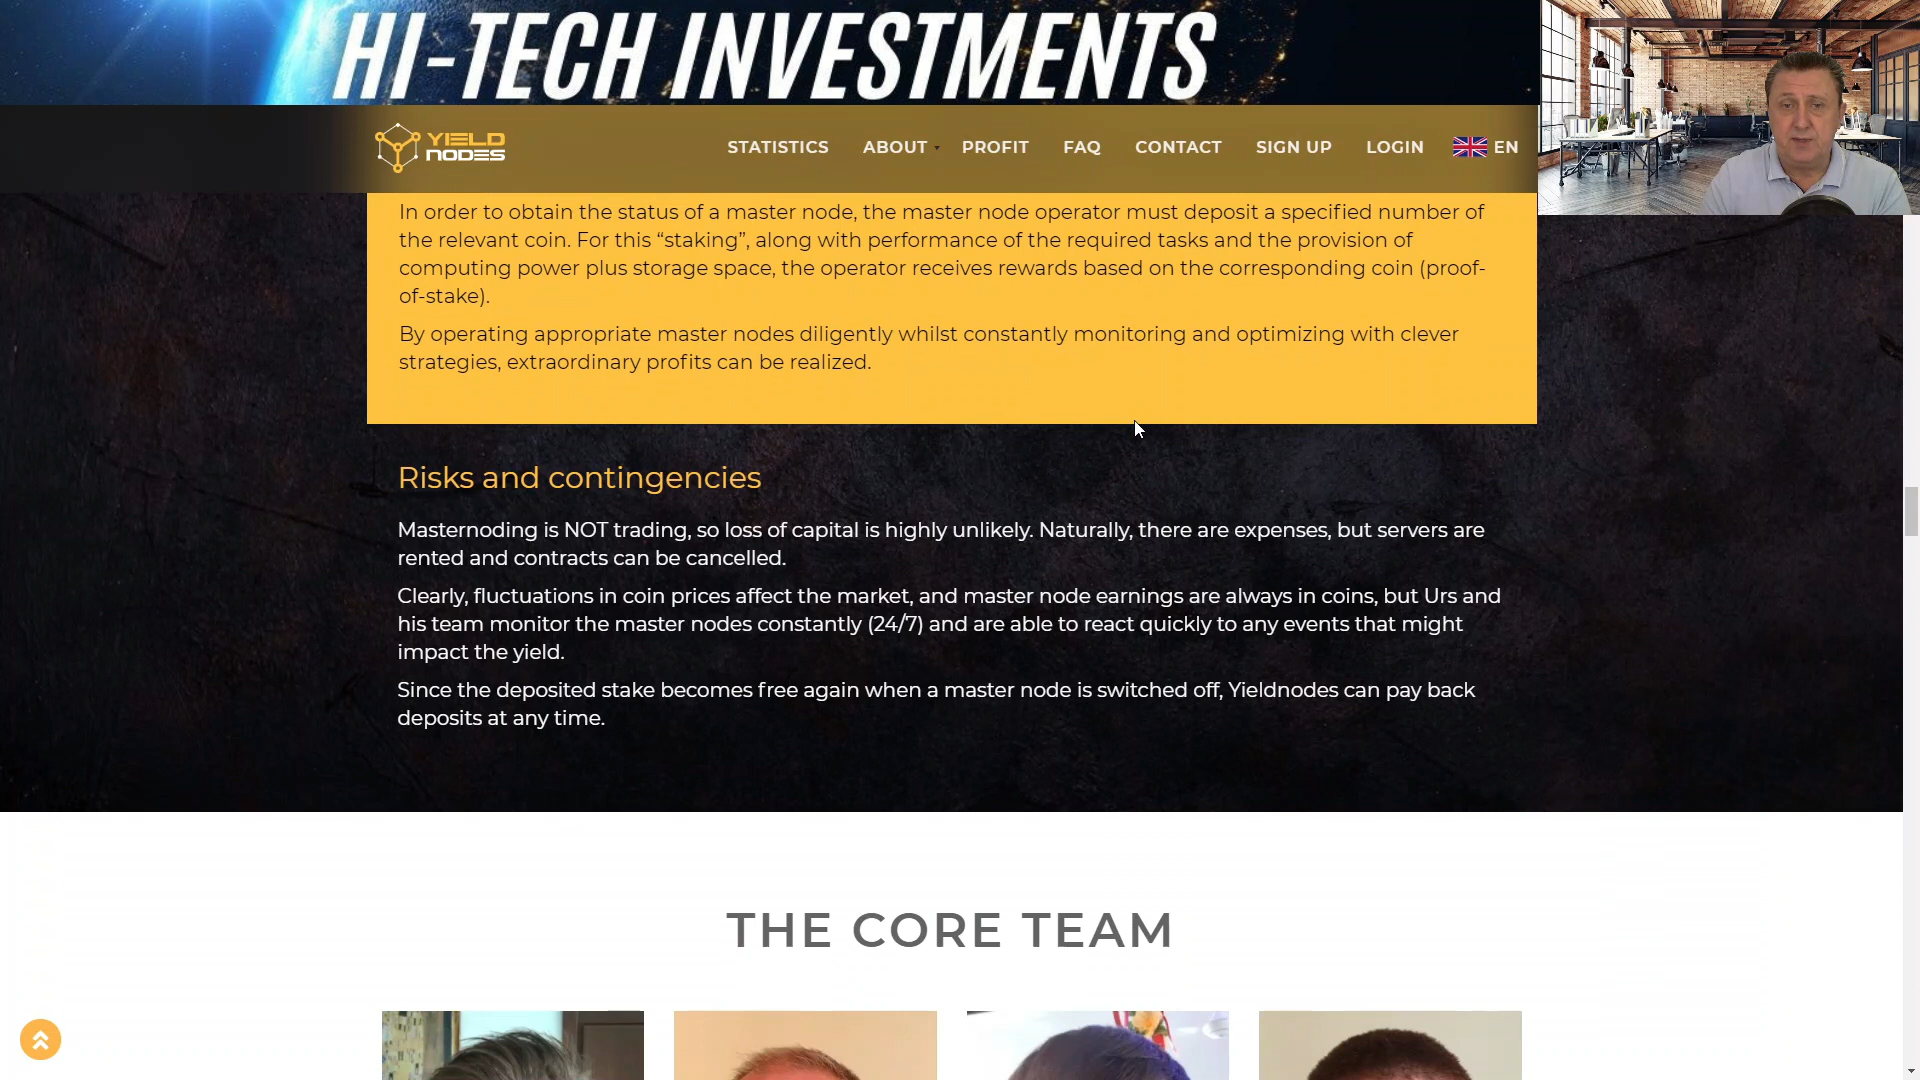 HI-TECH INVESTMENTS
YIELD
NODES
STATISTICS ABOUT PROFIT FAQ CONTACT SIGN UP LOGIN EN
In order to obtain the status of a master node, the master node operator must deposit a specified number of
the relevant coin. For this “staking”, along with performance of the required tasks and the provision of
computing power plus storage space, the operator receives rewards based on the corresponding coin (proof-
of-stake).
By operating appropriate master nodes diligently whilst constantly monitoring and optimizing with clever
strategies, extraordinary profits can be realized.
Risks and contingencies
Masternoding is NOT trading, so loss of capital is highly unlikely. Naturally, there are expenses, but servers are
rented and contracts can be cancelled.
Clearly, fluctuations in coin prices affect the market, and master node earnings are always in coins, but Urs and
his team monitor the master nodes constantly (24/7) and are able to react quickly to any events that might
impact the yield.
Since the deposited stake becomes free again when a master node is switched off, Yieldnodes can pay back
deposits at any time.
THE CORE TEAM